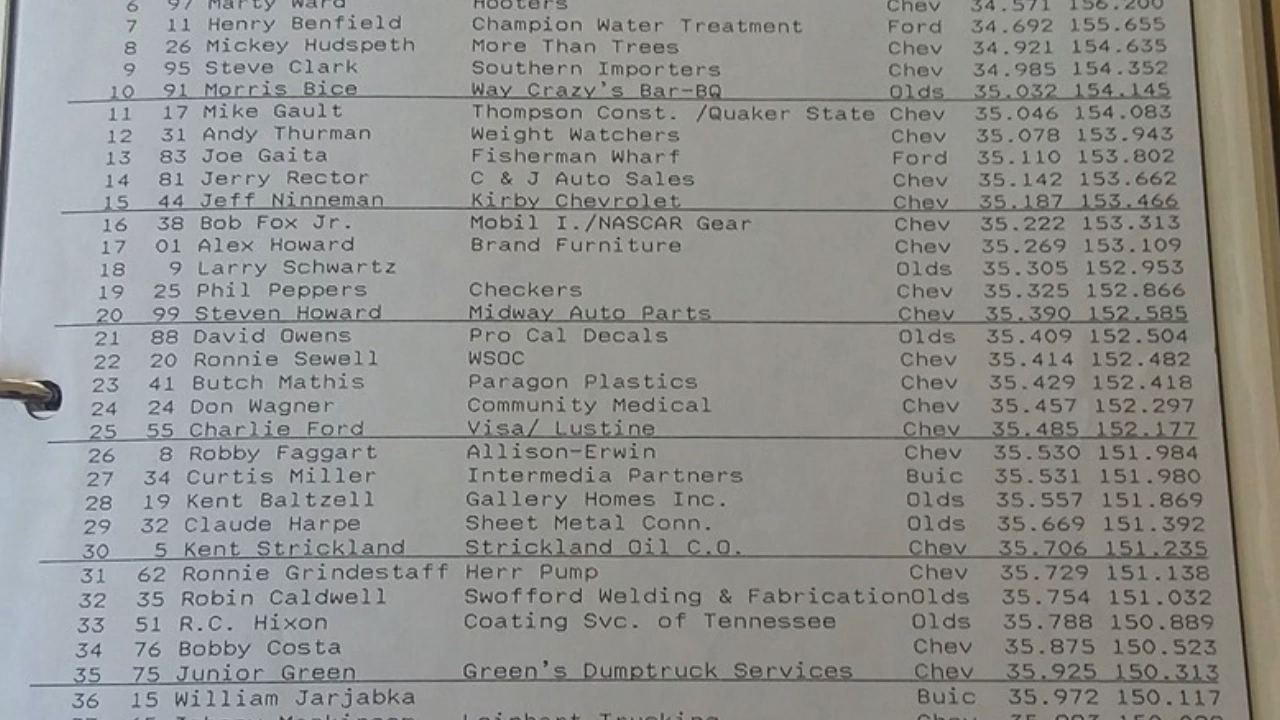 6 97 Marty Ward Hooters Chev 34.571 156.200
7 11 Henry Benfield Champion Water Treatment Ford 34.692 155.655
8 26 Mickey Hudspeth More Than Trees Chev 34.921 154.635
9 95 Steve Clark Southern Importers Chev 34.985 154.352
10 91 Morris Bice Way Crazy's Bar-BQ Olds 35.032 154.145
11 17 Mike Gault Thompson Const. /Quaker State Chev 35.046 154.083
12 31 Andy Thurman Weight Watchers Chev 35.078 153.943
13 83 Joe Gaita Fisherman Wharf Ford 35.110 153.802
14 81 Jerry Rector C & J Auto Sales Chev 35.142 153.662
15 44 Jeff Ninneman Kirby Chevrolet Chev 35.187 153.466
16 38 Bob Fox Jr. Mobil I./NASCAR Gear Chev 35.222 153.313
17 01 Alex Howard Brand Furniture Chev 35.269 153.109
18 9 Larry Schwartz Olds 35.305 152.953
19 25 Phil Peppers Checkers Chev 35.325 152.866
20 99 Steven Howard Midway Auto Parts Chev 35.390 152.585
21 88 David Owens Pro Cal Decals Olds 35.409 152.504
22 20 Ronnie Sewell WSOC Chev 35.414 152.482
23 41 Butch Mathis Paragon Plastics Chev 35.429 152.418
24 24 Don Wagner Community Medical Chev 35.457 152.297
25 55 Charlie Ford Visa/ Lustine Chev 35.485 152.177
26 8 Robby Faggart Allison-Erwin Chev 35.530 151.984
27 34 Curtis Miller Intermedia Partners Buic 35.531 151.980
28 19 Kent Baltzell Gallery Homes Inc. Olds 35.557 151.869
29 32 Claude Harpe Sheet Metal Conn. Olds 35.669 151.392
30 5 Kent Strickland Strickland Oil C.O. Chev 35.706 151.235
31 62 Ronnie Grindestaff Herr Pump Chev 35.729 151.138
32 35 Robin Caldwell Swofford Welding & FabricationOlds 35.754 151.032
33 51 R.C. Hixon Coating Svc. of Tennessee Olds 35.788 150.889
34 76 Bobby Costa Chev 35.875 150.523
35 75 Junior Green Green's Dumptruck Services Chev 35.925 150.313
36 15 William Jarjabka Buic 35.972 150.117